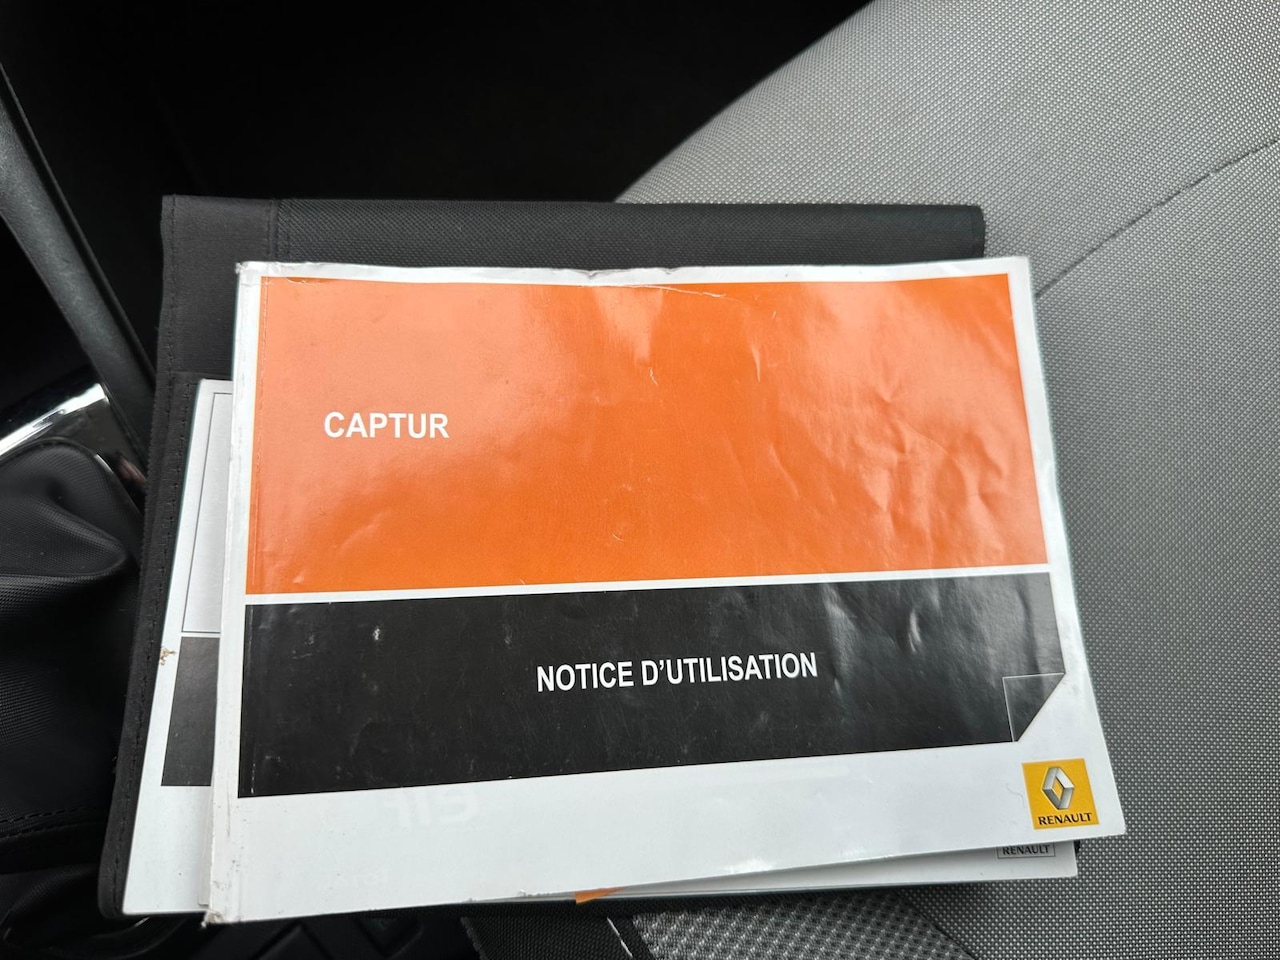 CAPTUR
NOTICE D'UTILISATION
RENAULT
RENAULT